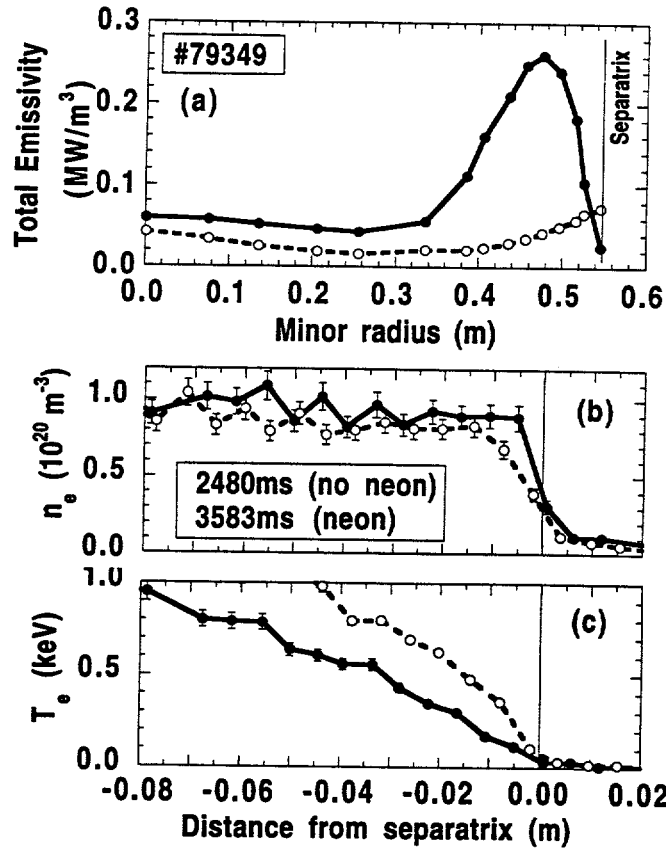 0.3
#79349
(a)
Separatrix
0.2
0.1
0.0
Total Emissivity
(MW/m³)
0.0 0.1 0.2 0.3 0.4 0.5 0.6
Minor radius (m)
1.0
(b)
0.5
2480ms (no neon)
3583ms (neon)
0.0
nₑ (10²⁰ m⁻³)
1.0
(c)
0.5
0.0
Tₑ (keV)
-0.08 -0.06 -0.04 -0.02 0.00 0.02
Distance from separatrix (m)